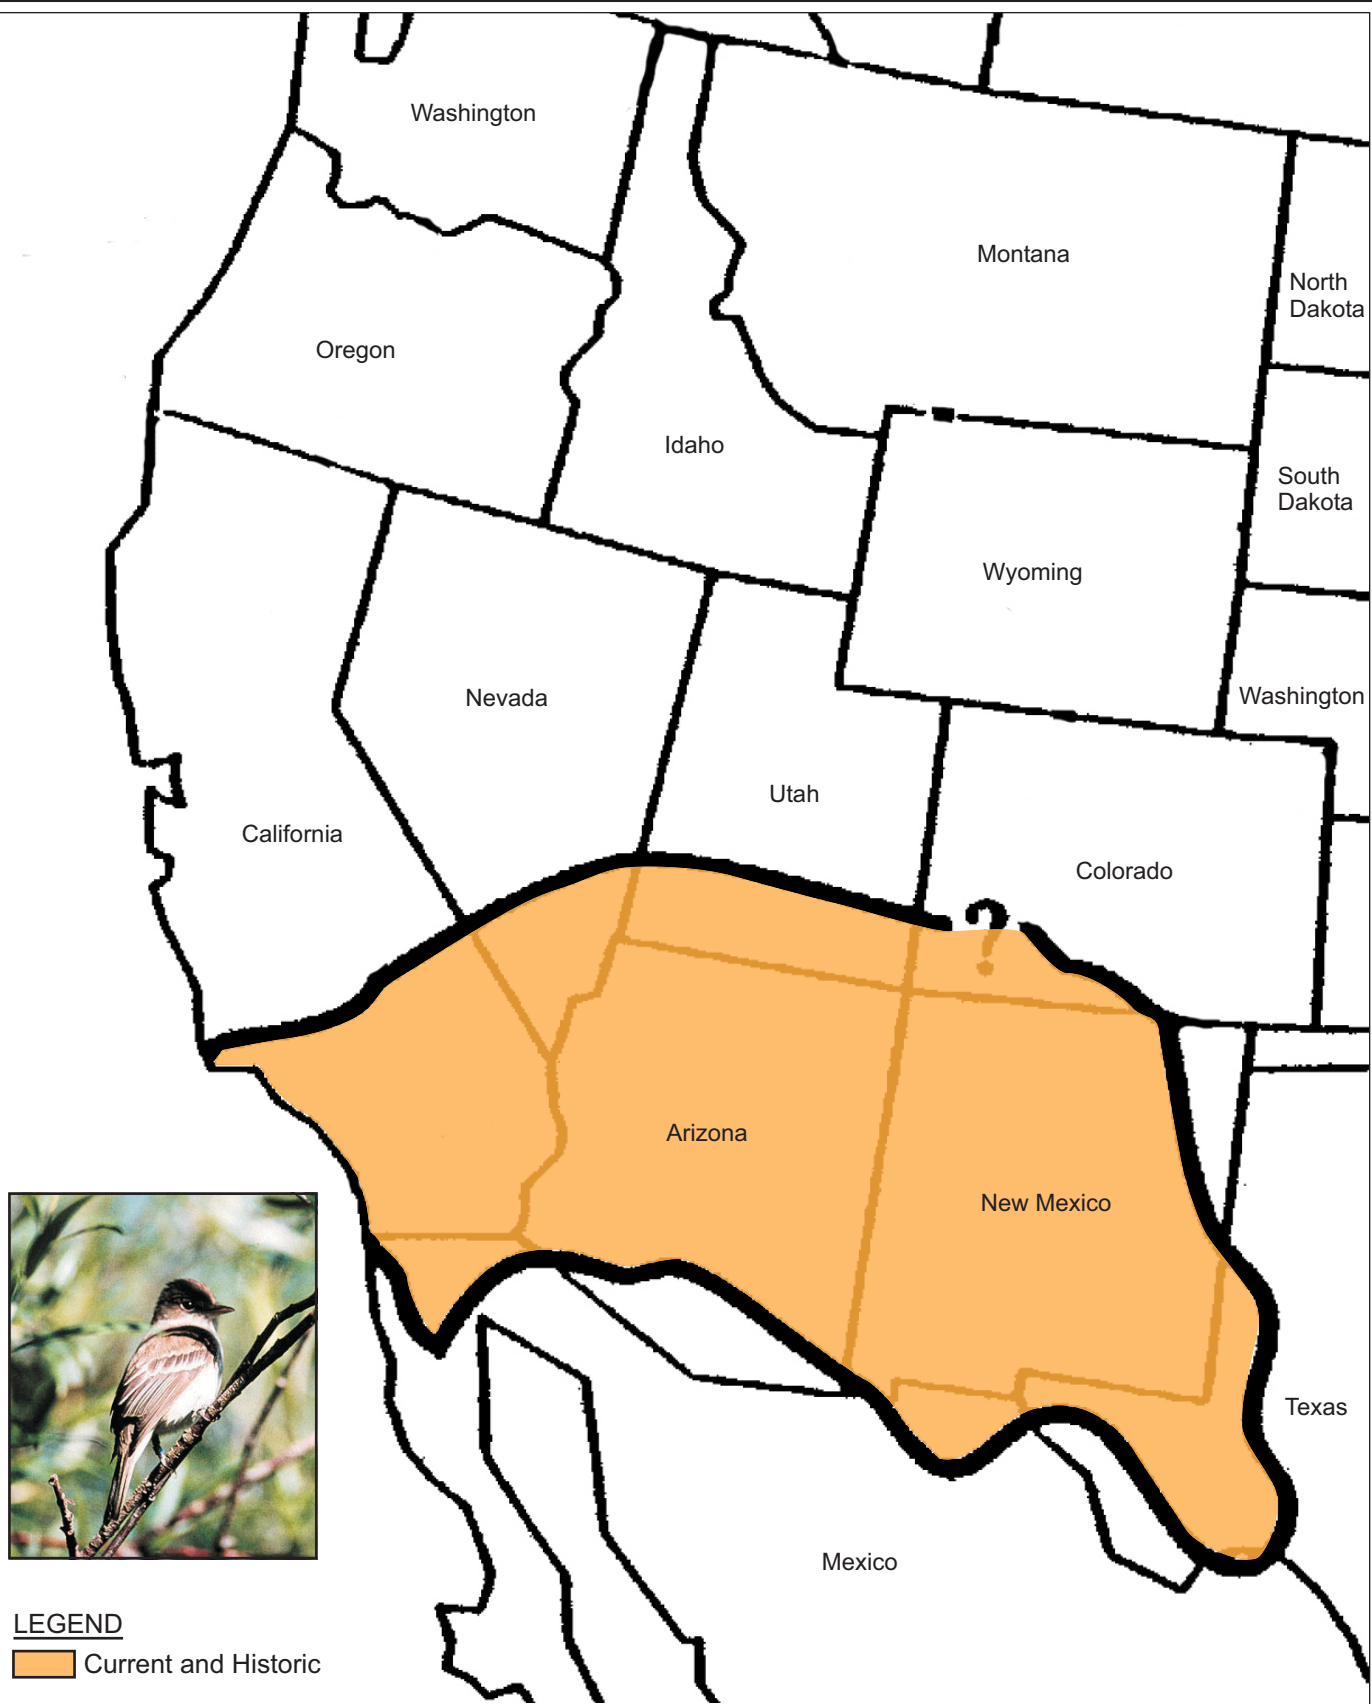 Washington
Montana
North
Dakota
Oregon
Idaho
South
Dakota
Wyoming
Nevada
Washington
Utah
California
Colorado
?
Arizona
New Mexico
Texas
Mexico
LEGEND
Current and Historic